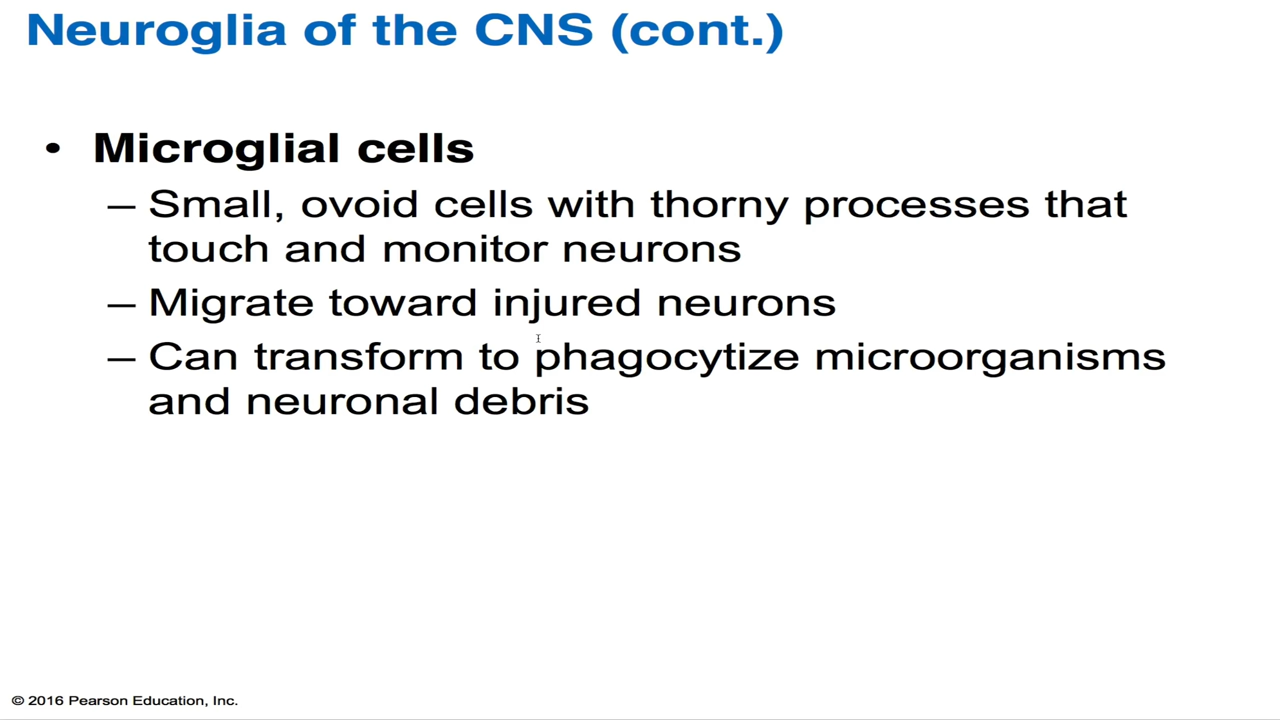 Neuroglia of the CNS (cont.)
• Microglial cells
– Small, ovoid cells with thorny processes that
touch and monitor neurons
– Migrate toward injured neurons
– Can transform to phagocytize microorganisms
and neuronal debris
© 2016 Pearson Education, Inc.